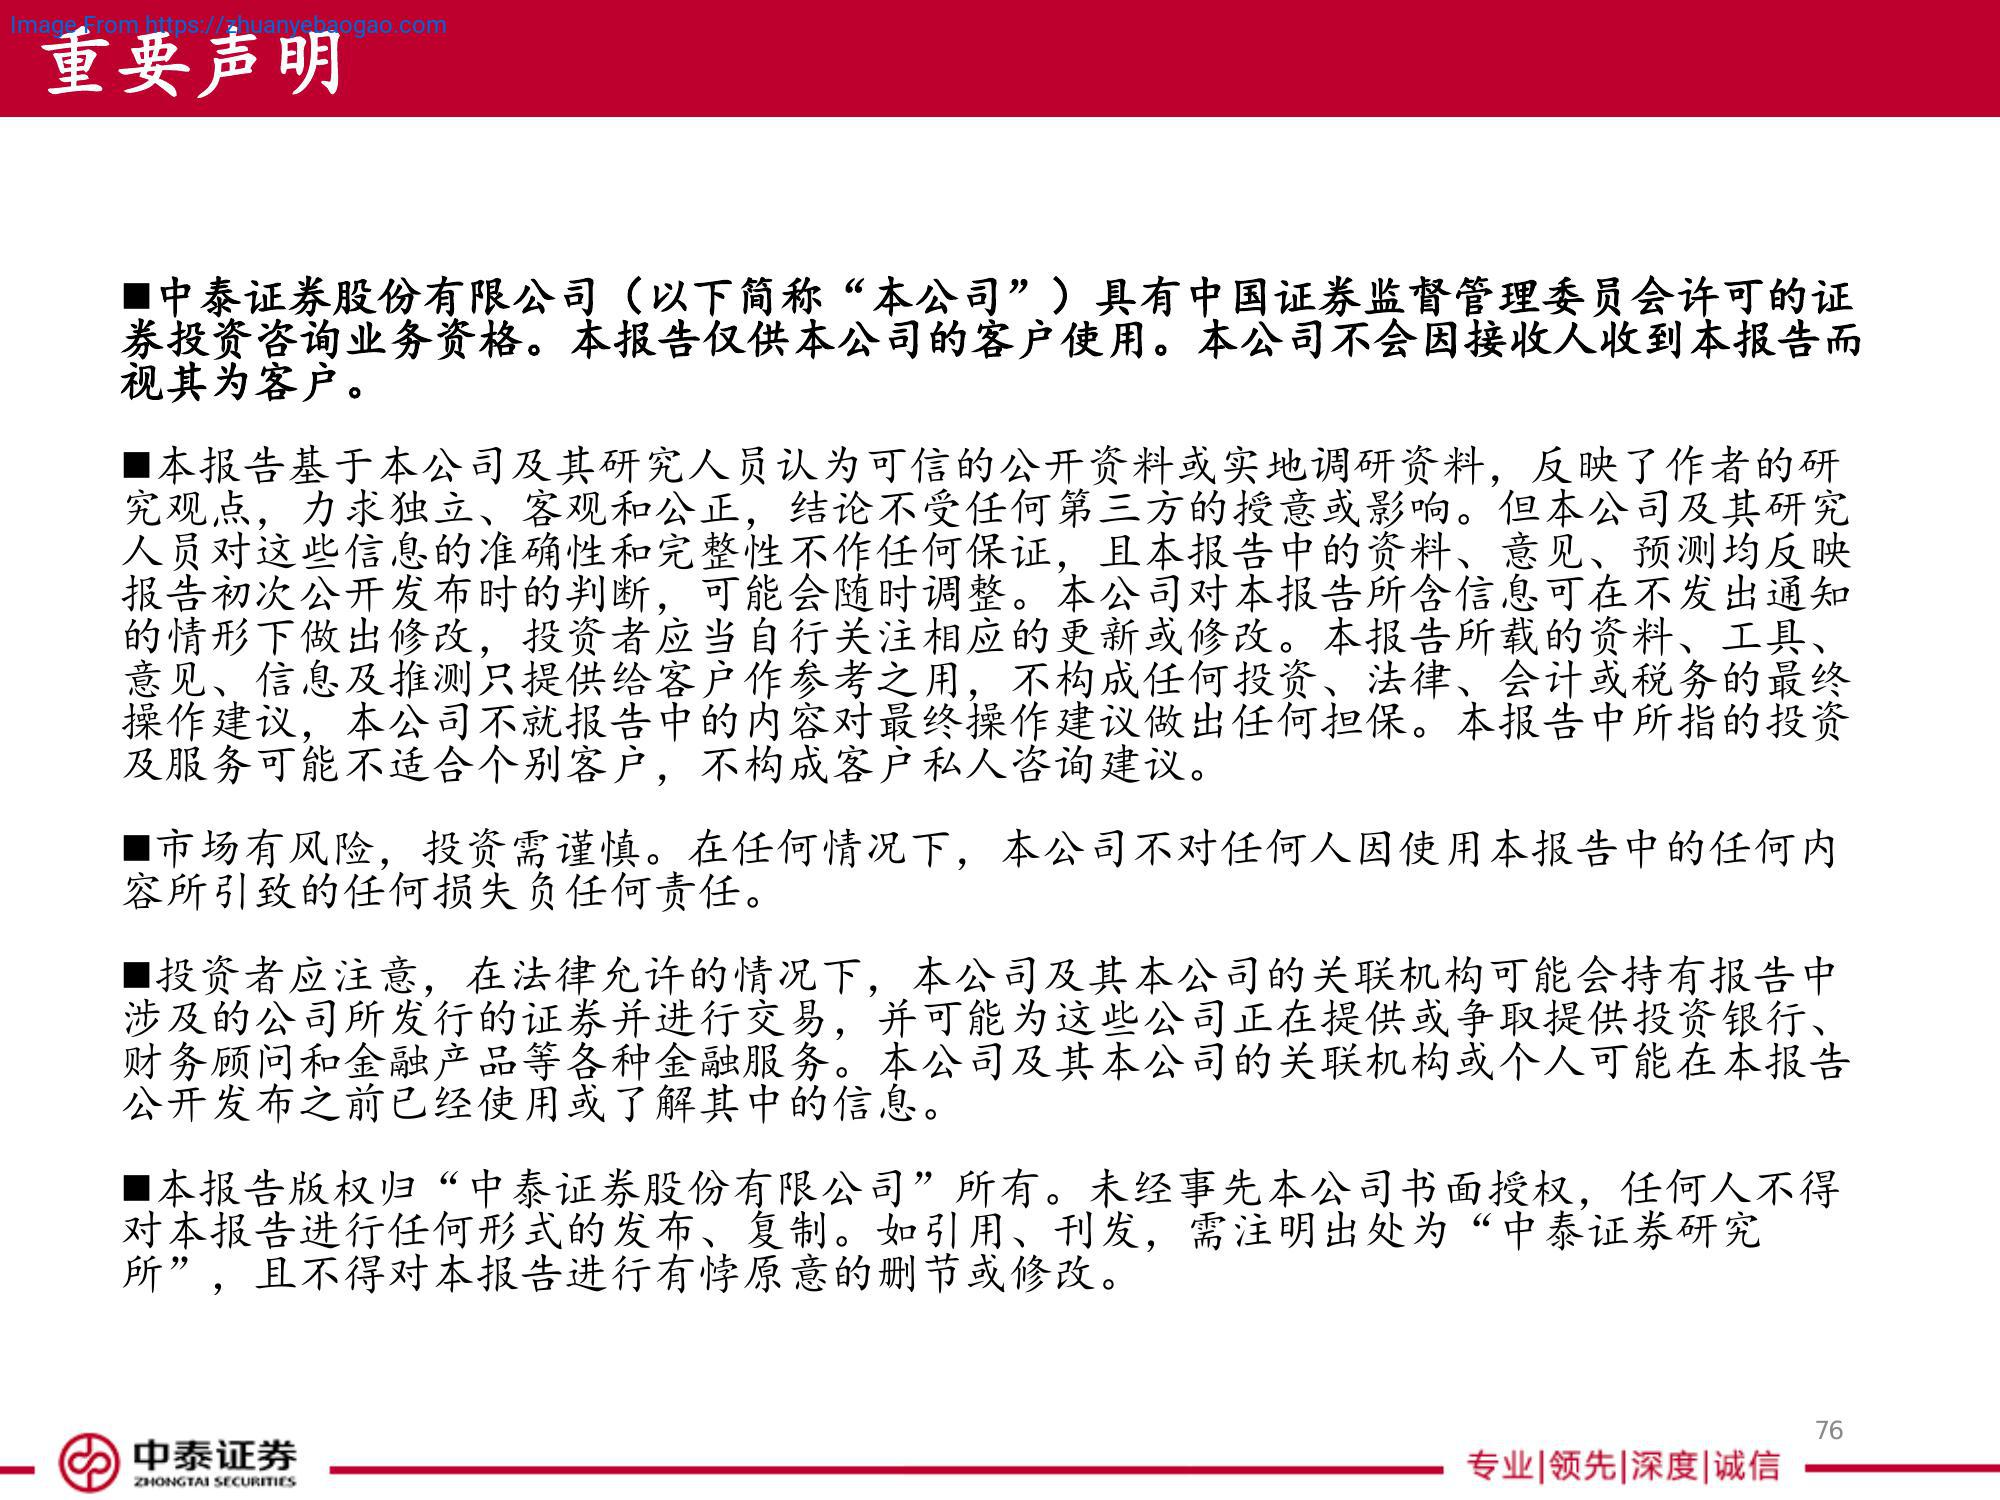 Image From https://zhuanyebaogao.com
重要声明
■中泰证券股份有限公司（以下简称“本公司”）具有中国证券监督管理委员会许可的证
券投资咨询业务资格。本报告仅供本公司的客户使用。本公司不会因接收人收到本报告而
视其为客户。
■本报告基于本公司及其研究人员认为可信的公开资料或实地调研资料，反映了作者的研
究观点，力求独立、客观和公正，结论不受任何第三方的授意或影响。但本公司及其研究
人员对这些信息的准确性和完整性不作任何保证，且本报告中的资料、意见、预测均反映
报告初次公开发布时的判断，可能会随时调整。本公司对本报告所含信息可在不发出通知
的情形下做出修改，投资者应当自行关注相应的更新或修改。本报告所载的资料、工具、
意见、信息及推测只提供给客户作参考之用，不构成任何投资、法律、会计或税务的最终
操作建议，本公司不就报告中的内容对最终操作建议做出任何担保。本报告中所指的投资
及服务可能不适合个别客户，不构成客户私人咨询建议。
■市场有风险，投资需谨慎。在任何情况下，本公司不对任何人因使用本报告中的任何内
容所引致的任何损失负任何责任。
■投资者应注意，在法律允许的情况下，本公司及其本公司的关联机构可能会持有报告中
涉及的公司所发行的证券并进行交易，并可能为这些公司正在提供或争取提供投资银行、
财务顾问和金融产品等各种金融服务。本公司及其本公司的关联机构或个人可能在本报告
公开发布之前已经使用或了解其中的信息。
■本报告版权归“中泰证券股份有限公司”所有。未经事先本公司书面授权，任何人不得
对本报告进行任何形式的发布、复制。如引用、刊发，需注明出处为“中泰证券研究
所”，且不得对本报告进行有悖原意的删节或修改。
76
中泰证券
ZHONGTAI SECURITIES
专业|领先|深度|诚信